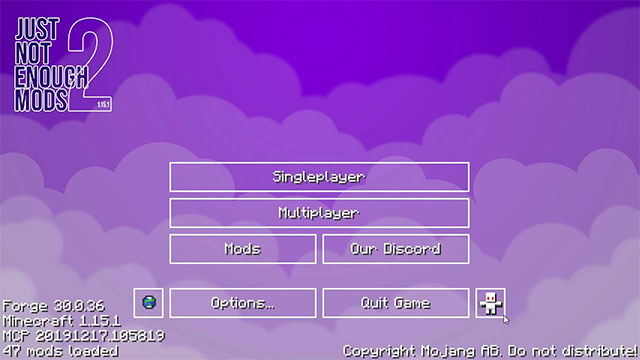 JUST
NOT
ENOUGH
MODS 2
1.15.1
Singleplayer
Multiplayer
Mods
Our Discord
Options...
Quit Game
Forge 30.0.36
Minecraft 1.15.1
MCP 20191217.105819
47 mods loaded
Copyright Mojang AB. Do not distribute!